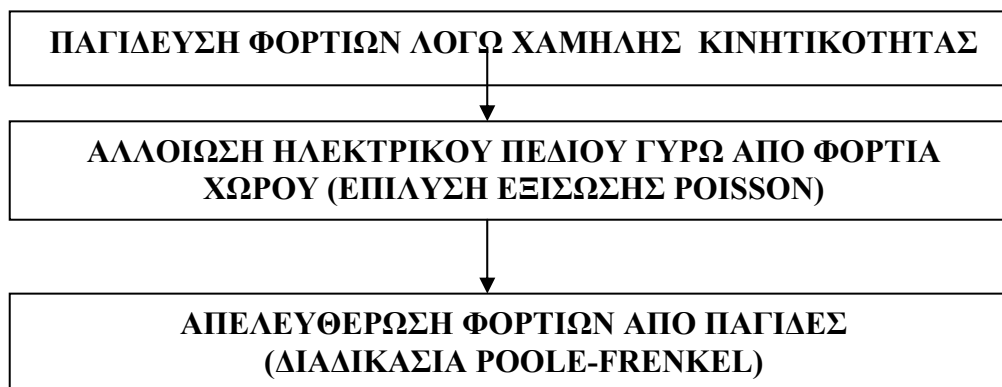 ΠΑΓΙΔΕΥΣΗ ΦΟΡΤΙΩΝ ΛΟΓΩ ΧΑΜΗΛΗΣ ΚΙΝΗΤΙΚΟΤΗΤΑΣ
ΑΛΛΟΙΩΣΗ ΗΛΕΚΤΡΙΚΟΥ ΠΕΔΙΟΥ ΓΥΡΩ ΑΠΟ ΦΟΡΤΙΑ
ΧΩΡΟΥ (ΕΠΙΛΥΣΗ ΕΞΙΣΩΣΗΣ POISSON)
ΑΠΕΛΕΥΘΕΡΩΣΗ ΦΟΡΤΙΩΝ ΑΠΟ ΠΑΓΙΔΕΣ
(ΔΙΑΔΙΚΑΣΙΑ POOLE-FRENKEL)